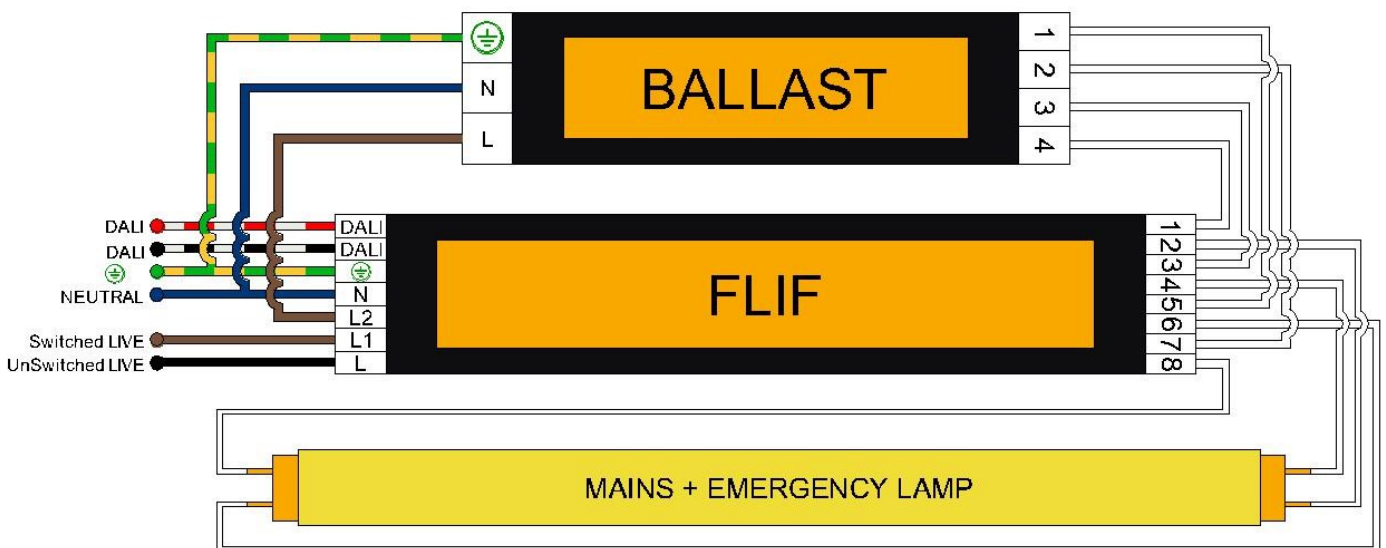 BALLAST
N
L
1
2
3
4
DALI
DALI
NEUTRAL
Switched LIVE
UnSwitched LIVE
DALI
DALI
N
L2
L1
L
FLIF
1
2
3
4
5
6
7
8
MAINS + EMERGENCY LAMP